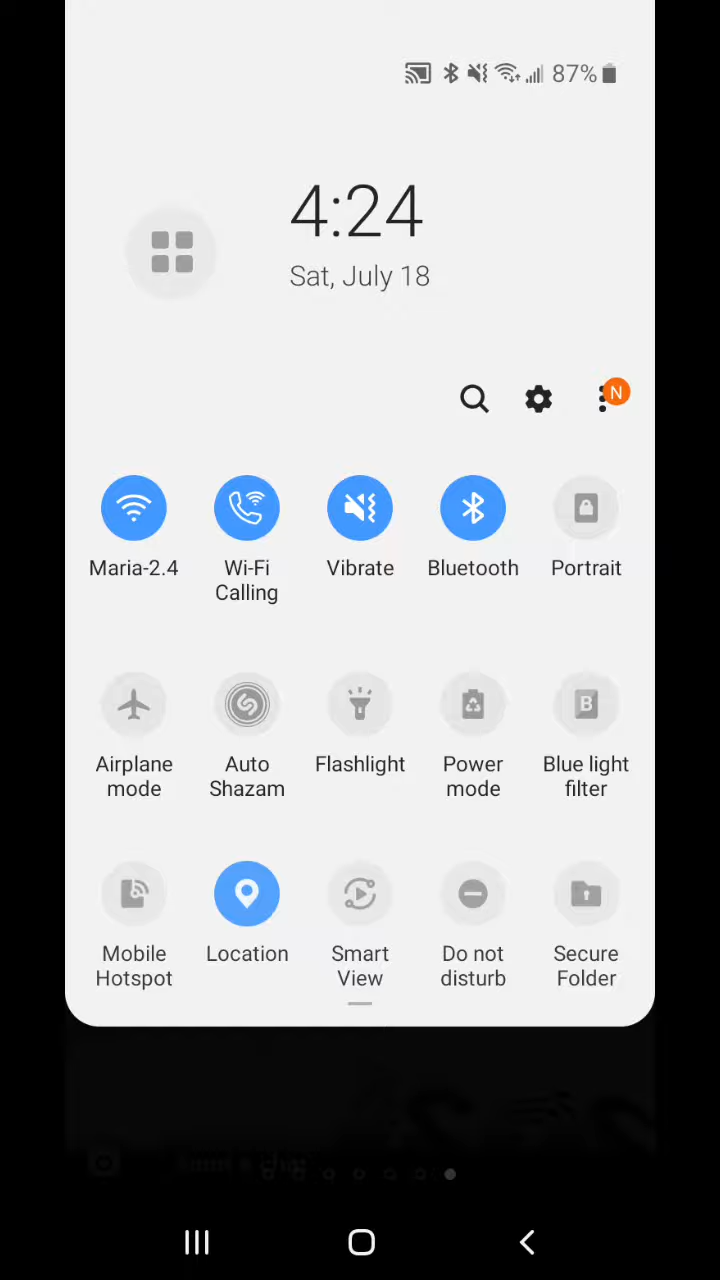 87%
4:24
Sat, July 18
N
Maria-2.4
Wi-Fi
Calling
Vibrate
Bluetooth
Portrait
Airplane
mode
Auto
Shazam
Flashlight
Power
mode
B
Blue light
filter
Mobile
Hotspot
Location
Smart
View
Do not
disturb
Secure
Folder